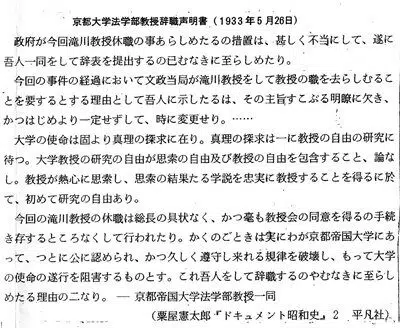 京都大学法学部教授辞職声明書（1933年5月26日）
政府が今回滝川教授休職の事あらしめたるの措置は、甚しく不当にして、遂に
吾人一同をして辞表を提出するの已むなきに至らしめたり。
今回の事件の経過において文政当局が滝川教授をして教授の職を去らしむるこ
とを要するとする理由として吾人に示したるは、その主旨すこぶる明瞭に欠き、
かつはじめより一定せずして、時に変更せり。……
大学の使命は固より真理の探求に在り。真理の探求は一に教授の自由の研究に
待つ。大学教授の研究の自由が思索の自由及び教授の自由を包含すること、論な
し。教授が熱心に思索し、思索の結果たる学説を忠実に教授することを得るに於
て、初めて研究の自由あり。
今回の滝川教授の休職は総長の具状なく、かつ毫も教授会の同意を得るの手続
き存するところなくして行われたり。かくのごときは実にわが京都帝国大学にあ
って、つとに公に認められ、かつ久しく遵守し来れる規律を破壊し、もって大学
の使命の遂行を阻害するものとす。これ吾人をして辞職するのやむなきに至らし
めたる理由の二なり。― 京都帝国大学法学部教授一同
（粟屋憲太郎『ドキュメント昭和史』2　平凡社）